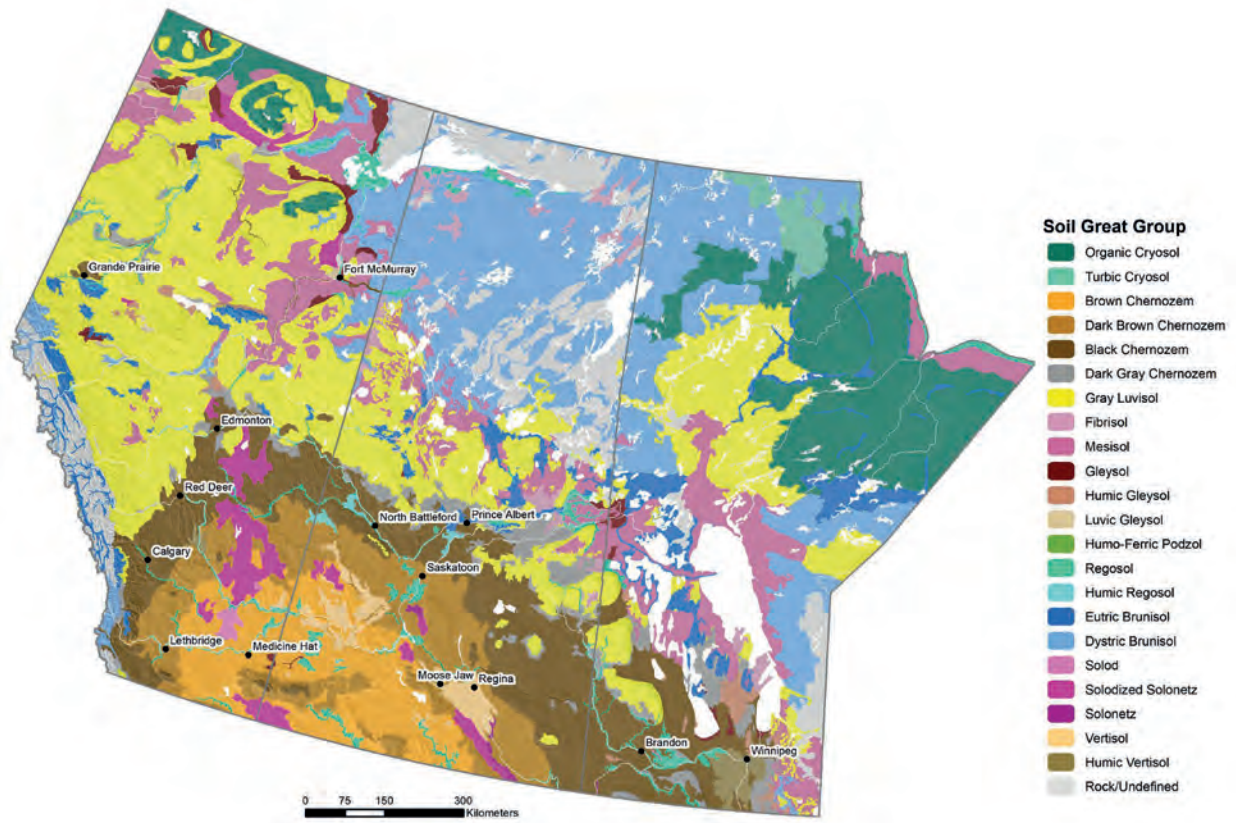 Grande Prairie
Fort McMurray
Edmonton
Red Deer
North Battleford
Prince Albert
Calgary
Saskatoon
Lethbridge
Medicine Hat
Moose Jaw
Regina
Brandon
Winnipeg
0 75 150 300
Kilometers
Soil Great Group
Organic Cryosol
Turbic Cryosol
Brown Chernozem
Dark Brown Chernozem
Black Chernozem
Dark Gray Chernozem
Gray Luvisol
Fibrisol
Mesisol
Gleysol
Humic Gleysol
Luvic Gleysol
Humo-Ferric Podzol
Regosol
Humic Regosol
Eutric Brunisol
Dystric Brunisol
Solod
Solodized Solonetz
Solonetz
Vertisol
Humic Vertisol
Rock/Undefined